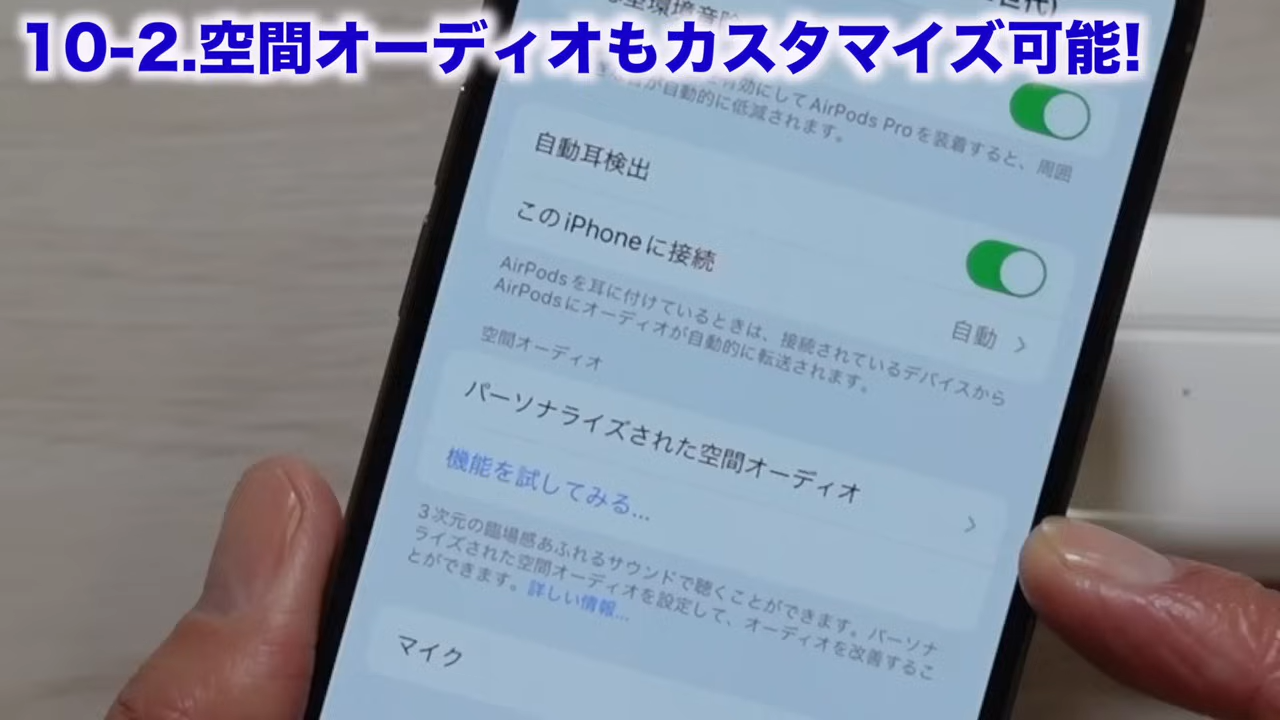 10-2.空間オーディオもカスタマイズ可能!
世代)
環境音
有効にしてAirPods Proを装着すると、周囲
が自動的に低減されます。
自動耳検出
このiPhoneに接続
自動
AirPodsを耳に付けているときは、接続されているデバイスから
AirPodsにオーディオが自動的に転送されます。
空間オーディオ
パーソナライズされた空間オーディオ
機能を試してみる...
3次元の臨場感あふれるサウンドで聴くことができます。パーソナ
ライズされた空間オーディオを設定して、オーディオを改善するこ
とができます。詳しい情報...
マイク